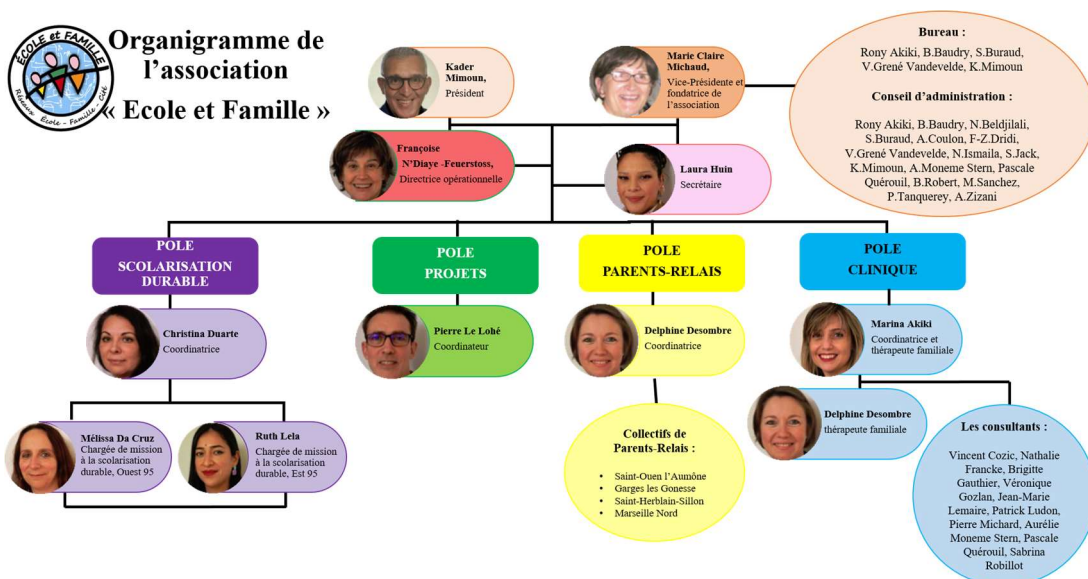 ÉCOLE et FAMILLE
Réseaux École - Famille - Cité
Organigramme de
l'association
« Ecole et Famille »
Kader
Mimoun,
Président
Marie Claire
Michaud,
Vice-Présidente et
fondatrice de
l'association
Bureau :
Rony Akiki, B.Baudry, S.Buraud,
V.Grené Vandevelde, K.Mimoun
Conseil d'administration :
Rony Akiki, B.Baudry, N.Beldjilali,
S.Buraud, A.Coulon, F-Z.Dridi,
V.Grené Vandevelde, N.Ismaila, S.Jack,
K.Mimoun, A.Moneme Stern, Pascale
Quérouil, B.Robert, M.Sanchez,
P.Tanquerey, A.Zizani
Françoise
N'Diaye -Feuerstoss,
Directrice opérationnelle
Laura Huin
Secrétaire
POLE
SCOLARISATION
DURABLE
POLE
PROJETS
POLE
PARENTS-RELAIS
POLE
CLINIQUE
Christina Duarte
Coordinatrice
Pierre Le Lohé
Coordinateur
Delphine Desombre
Coordinatrice
Marina Akiki
Coordinatrice et
thérapeute familiale
Mélissa Da Cruz
Chargée de mission
à la scolarisation
durable, Ouest 95
Ruth Lela
Chargée de mission
à la scolarisation
durable, Est 95
Collectifs de
Parents-Relais :
• Saint-Ouen l'Aumône
• Garges les Gonesse
• Saint-Herblain-Sillon
• Marseille Nord
Delphine Desombre
thérapeute familiale
Les consultants :
Vincent Cozic, Nathalie
Francke, Brigitte
Gauthier, Véronique
Gozlan, Jean-Marie
Lemaire, Patrick Ludon,
Pierre Michard, Aurélie
Moneme Stern, Pascale
Quérouil, Sabrina
Robillot